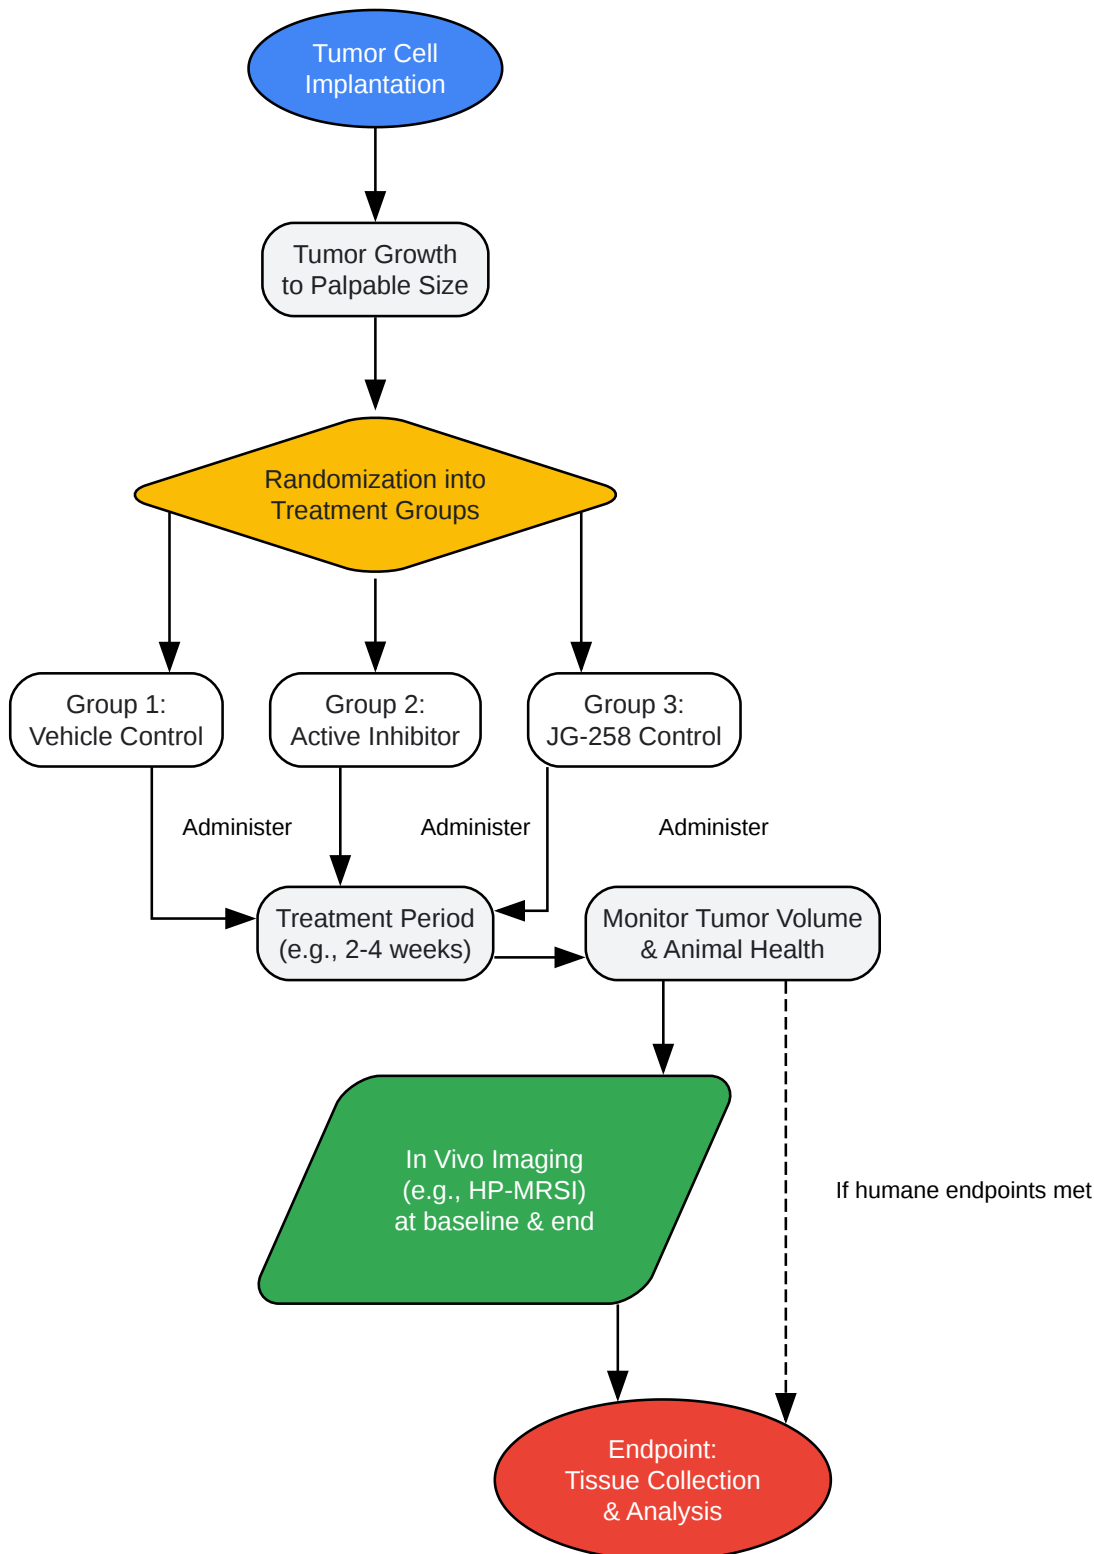 Tumor Cell
Implantation
Tumor Growth
to Palpable Size
Randomization into
Treatment Groups
Group 1:
Vehicle Control
Group 2:
Active Inhibitor
Group 3:
JG-258 Control
Administer
Administer
Administer
Treatment Period
(e.g., 2-4 weeks)
Monitor Tumor Volume
& Animal Health
In Vivo Imaging
(e.g., HP-MRSI)
at baseline & end
If humane endpoints met
Endpoint:
Tissue Collection
& Analysis